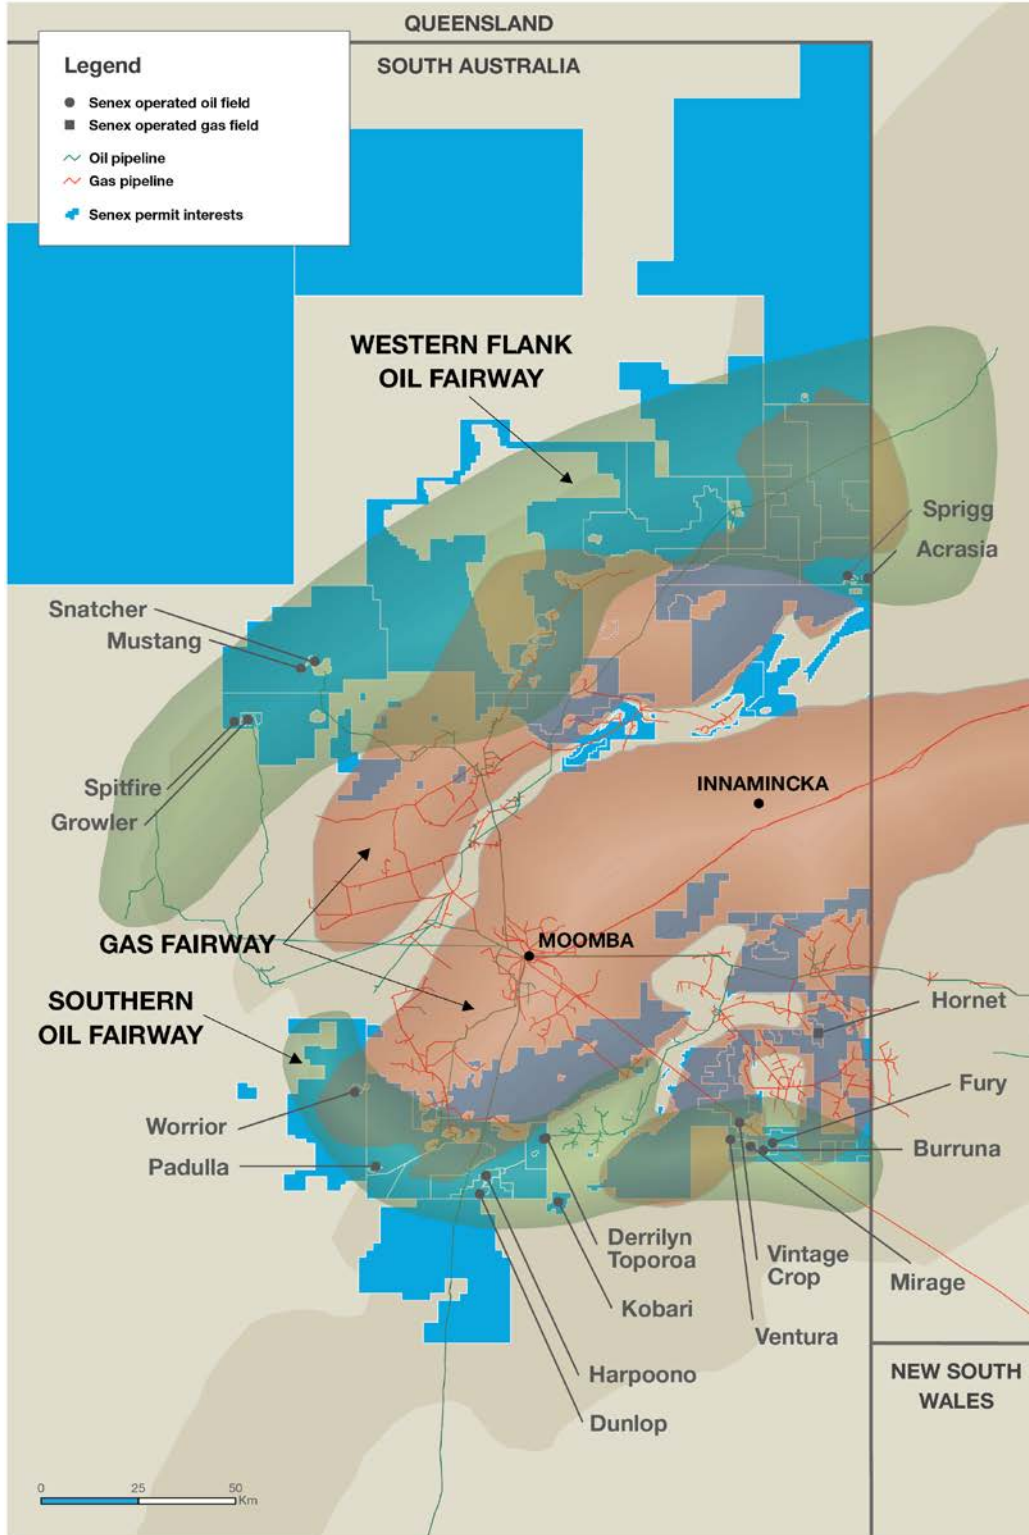 QUEENSLAND
SOUTH AUSTRALIA
Legend
Senex operated oil field
Senex operated gas field
Oil pipeline
Gas pipeline
Senex permit interests
WESTERN FLANK
OIL FAIRWAY
Sprigg
Acrasia
Snatcher
Mustang
Spitfire
Growler
INNAMINCKA
GAS FAIRWAY
MOOMBA
SOUTHERN
OIL FAIRWAY
Hornet
Fury
Worrior
Padulla
Burruna
Derrilyn
Toporoa
Vintage
Crop
Mirage
Kobari
Ventura
Harpoono
Dunlop
NEW SOUTH
WALES
0 25 50
Km